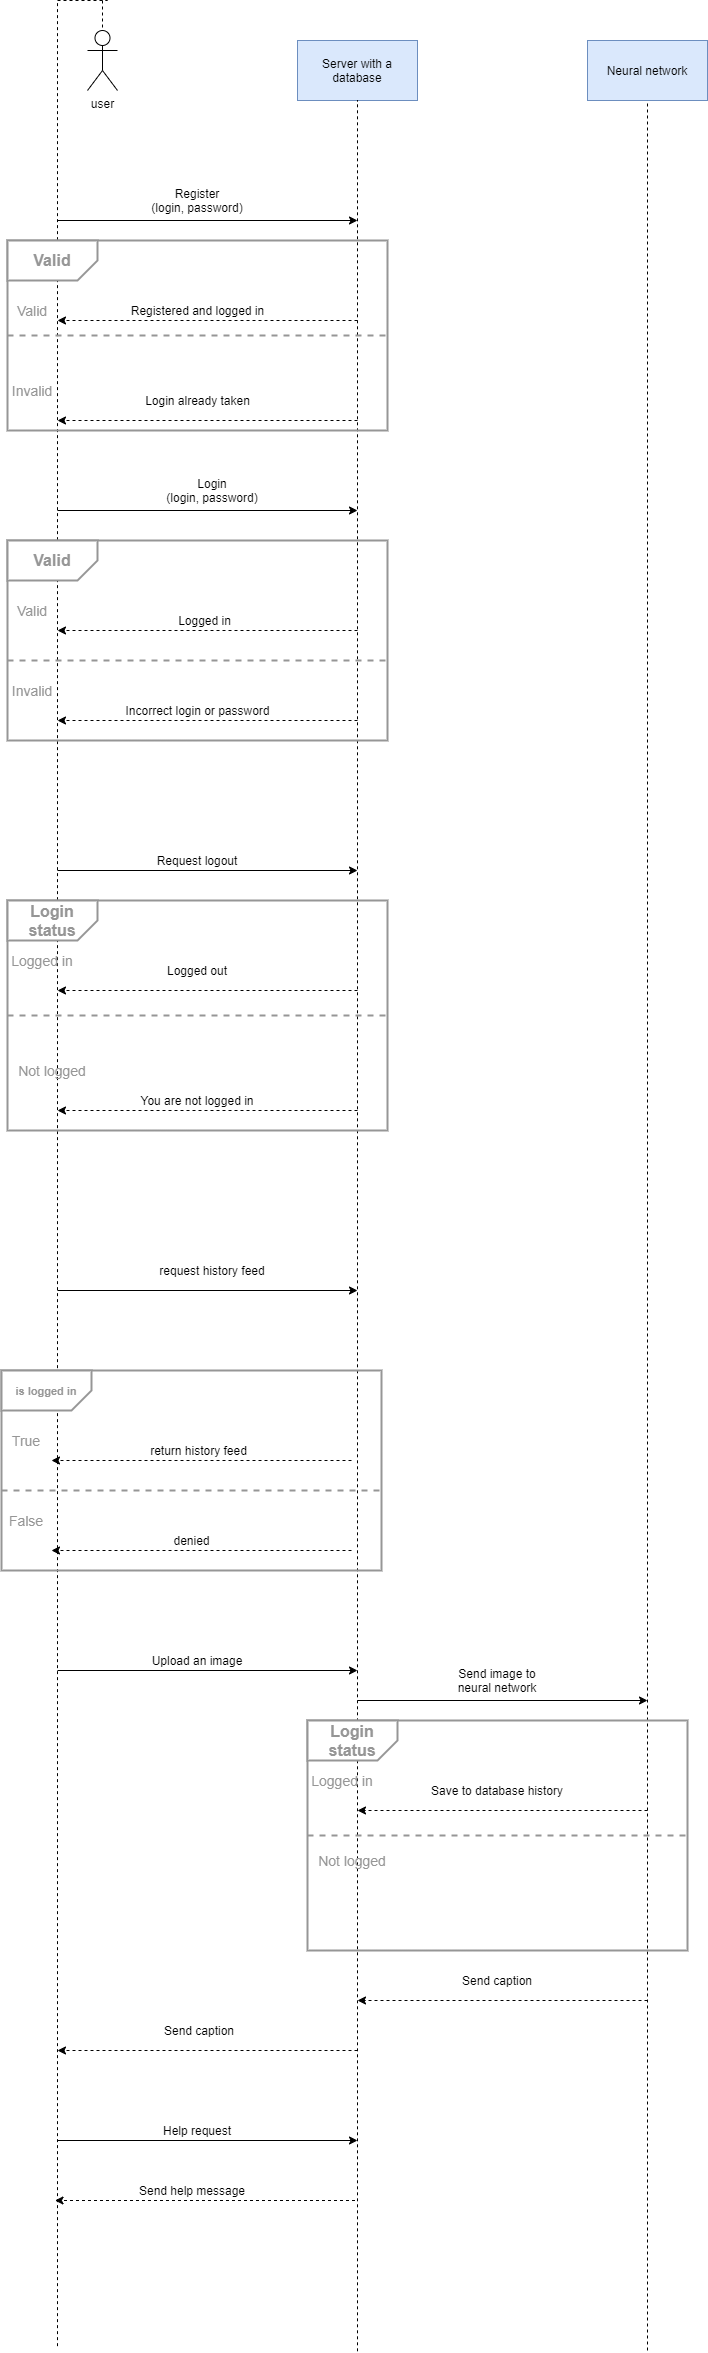 user
Server with a
database
Neural network
Register
(login, password)
Valid
Valid
Registered and logged in
Invalid
Login already taken
Login
(login, password)
Valid
Valid
Logged in
Invalid
Incorrect login or password
Request logout
Login
status
Logged in
Logged out
Not logged
You are not logged in
request history feed
is logged in
True
return history feed
False
denied
Upload an image
Send image to
neural network
Login
status
Logged in
Save to database history
Not logged
Send caption
Send caption
Help request
Send help message